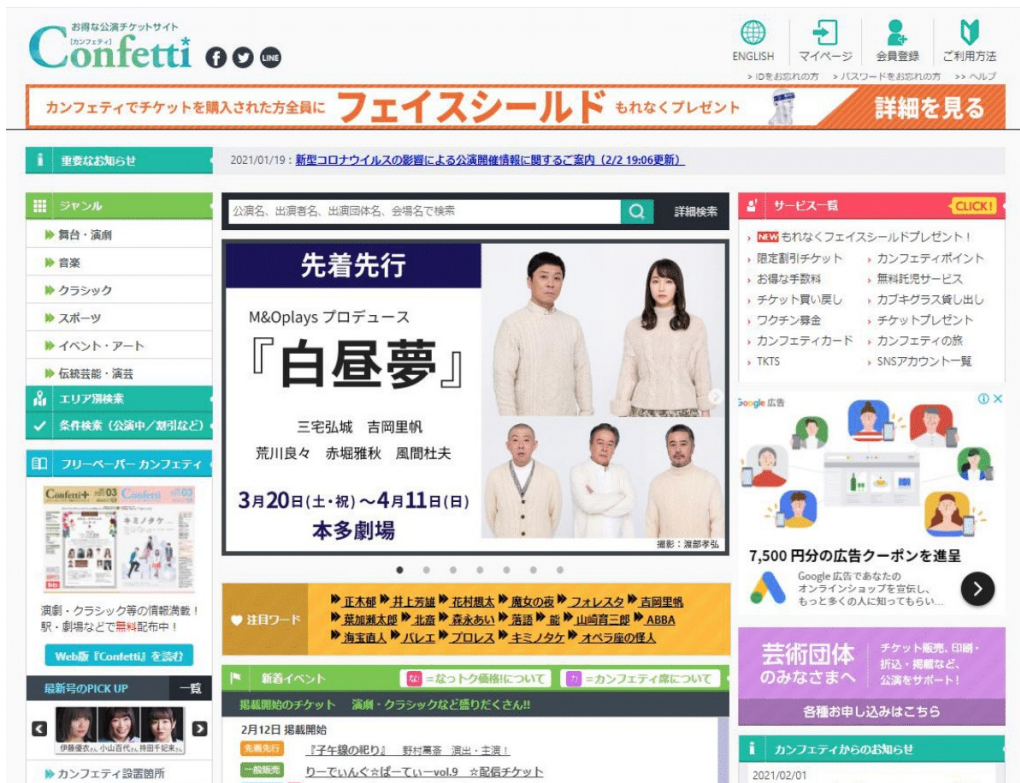 お得な公演チケットサイト
[カンフェティ]
Confetti
LINE
ENGLISH
マイページ
会員登録
ご利用方法
> IDをお忘れの方 > パスワードをお忘れの方 >> ヘルプ
カンフェティでチケットを購入された方全員に フェイスシールド もれなくプレゼント 詳細を見る
重要なお知らせ
2021/01/19：新型コロナウイルスの影響による公演開催情報に関するご案内（2/2 19:06更新）
ジャンル
舞台・演劇
音楽
クラシック
スポーツ
イベント・アート
伝統芸能・演芸
エリア別検索
条件検索（公演中／割引など）
フリーペーパー カンフェティ
Confetti+ 03 Confetti 03
キミノタケ
演劇・クラシック等の情報満載！
駅・劇場などで無料配布中！
Web版『Confetti』を読む
最新号のPICK UP 一覧
伊藤優衣さん 小山百代さん 持田千妃来さん
カンフェティ設置箇所
公演名、出演者名、出演団体名、会場名で検索
詳細検索
先着先行
M&Oplays プロデュース
『白昼夢』
三宅弘城 吉岡里帆
荒川良々 赤堀雅秋 風間杜夫
3月20日(土・祝)～4月11日(日)
本多劇場
撮影：渡部孝弘
注目ワード
正木郁 井上芳雄 花村想太 魔女の夜 フォレスタ 吉岡里帆
葉加瀬太郎 北斎 森永あい 落語 能 山崎育三郎 ABBA
海宝直人 バレエ プロレス キミノタケ オペラ座の怪人
新着イベント
=なっトク価格!について
=カンフェティ席について
掲載開始のチケット 演劇・クラシックなど盛りだくさん!!
2月12日 掲載開始
先着先行 『子午線の祀り』 野村萬斎 演出・主演！
一般販売 りーでぃんぐ☆ぱーてぃーvol.9 ☆配信チケット
サービス一覧 CLICK!
NEW もれなくフェイスシールドプレゼント！
限定割引チケット カンフェティポイント
お得な手数料 無料託児サービス
チケット買い戻し カブキグラス貸し出し
ワクチン募金 チケットプレゼント
カンフェティカード カンフェティの旅
TKTS SNSアカウント一覧
Google 広告
7,500 円分の広告クーポンを進呈
Google 広告であなたの
オンラインショップを宣伝し、
もっと多くの人に知ってもらい...
芸術団体
のみなさまへ
チケット販売、印刷・
折込・掲載など、
公演をサポート！
各種お申し込みはこちら
カンフェティからのお知らせ
2021/02/01